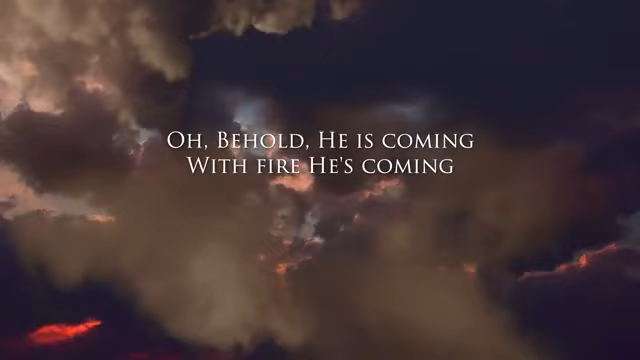 Oh, Behold, He is coming
With fire He's coming